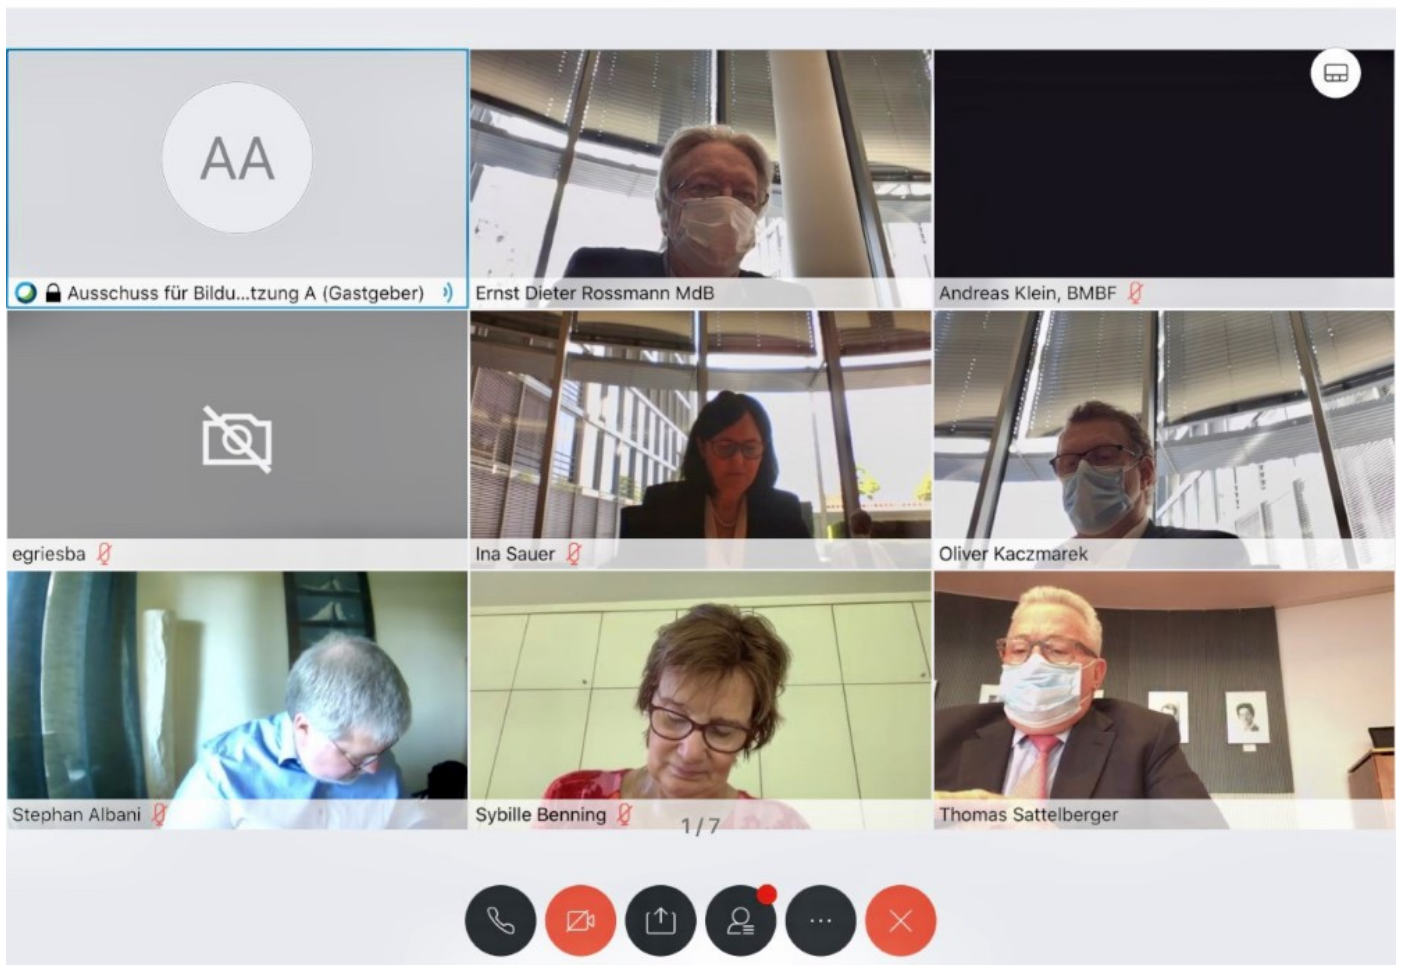 AA
Ausschuss für Bildu...tzung A (Gastgeber)
Ernst Dieter Rossmann MdB
Andreas Klein, BMBF
egriesba
Ina Sauer
Oliver Kaczmarek
Stephan Albani
Sybille Benning
Thomas Sattelberger
1/7